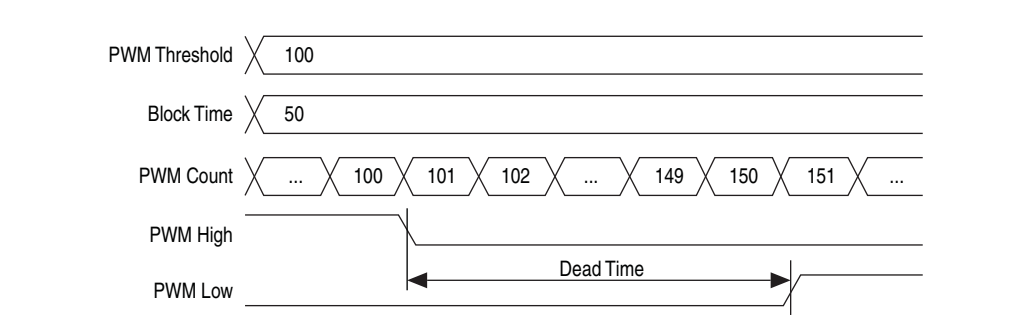 PWM Threshold 100
Block Time 50
PWM Count ... 100 101 102 ... 149 150 151 ...
PWM High
Dead Time
PWM Low